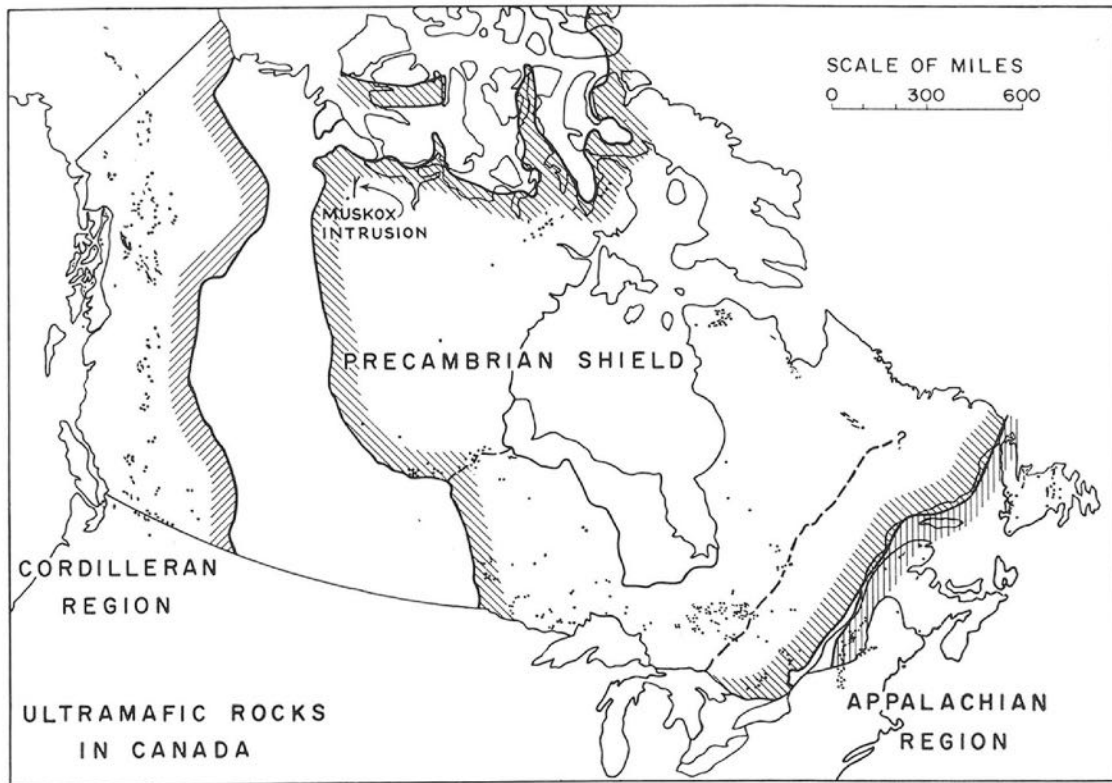 SCALE OF MILES
0 300 600
MUSKOX
INTRUSION
PRECAMBRIAN SHIELD
?
CORDILLERAN
REGION
ULTRAMAFIC ROCKS
IN CANADA
APPALACHIAN
REGION